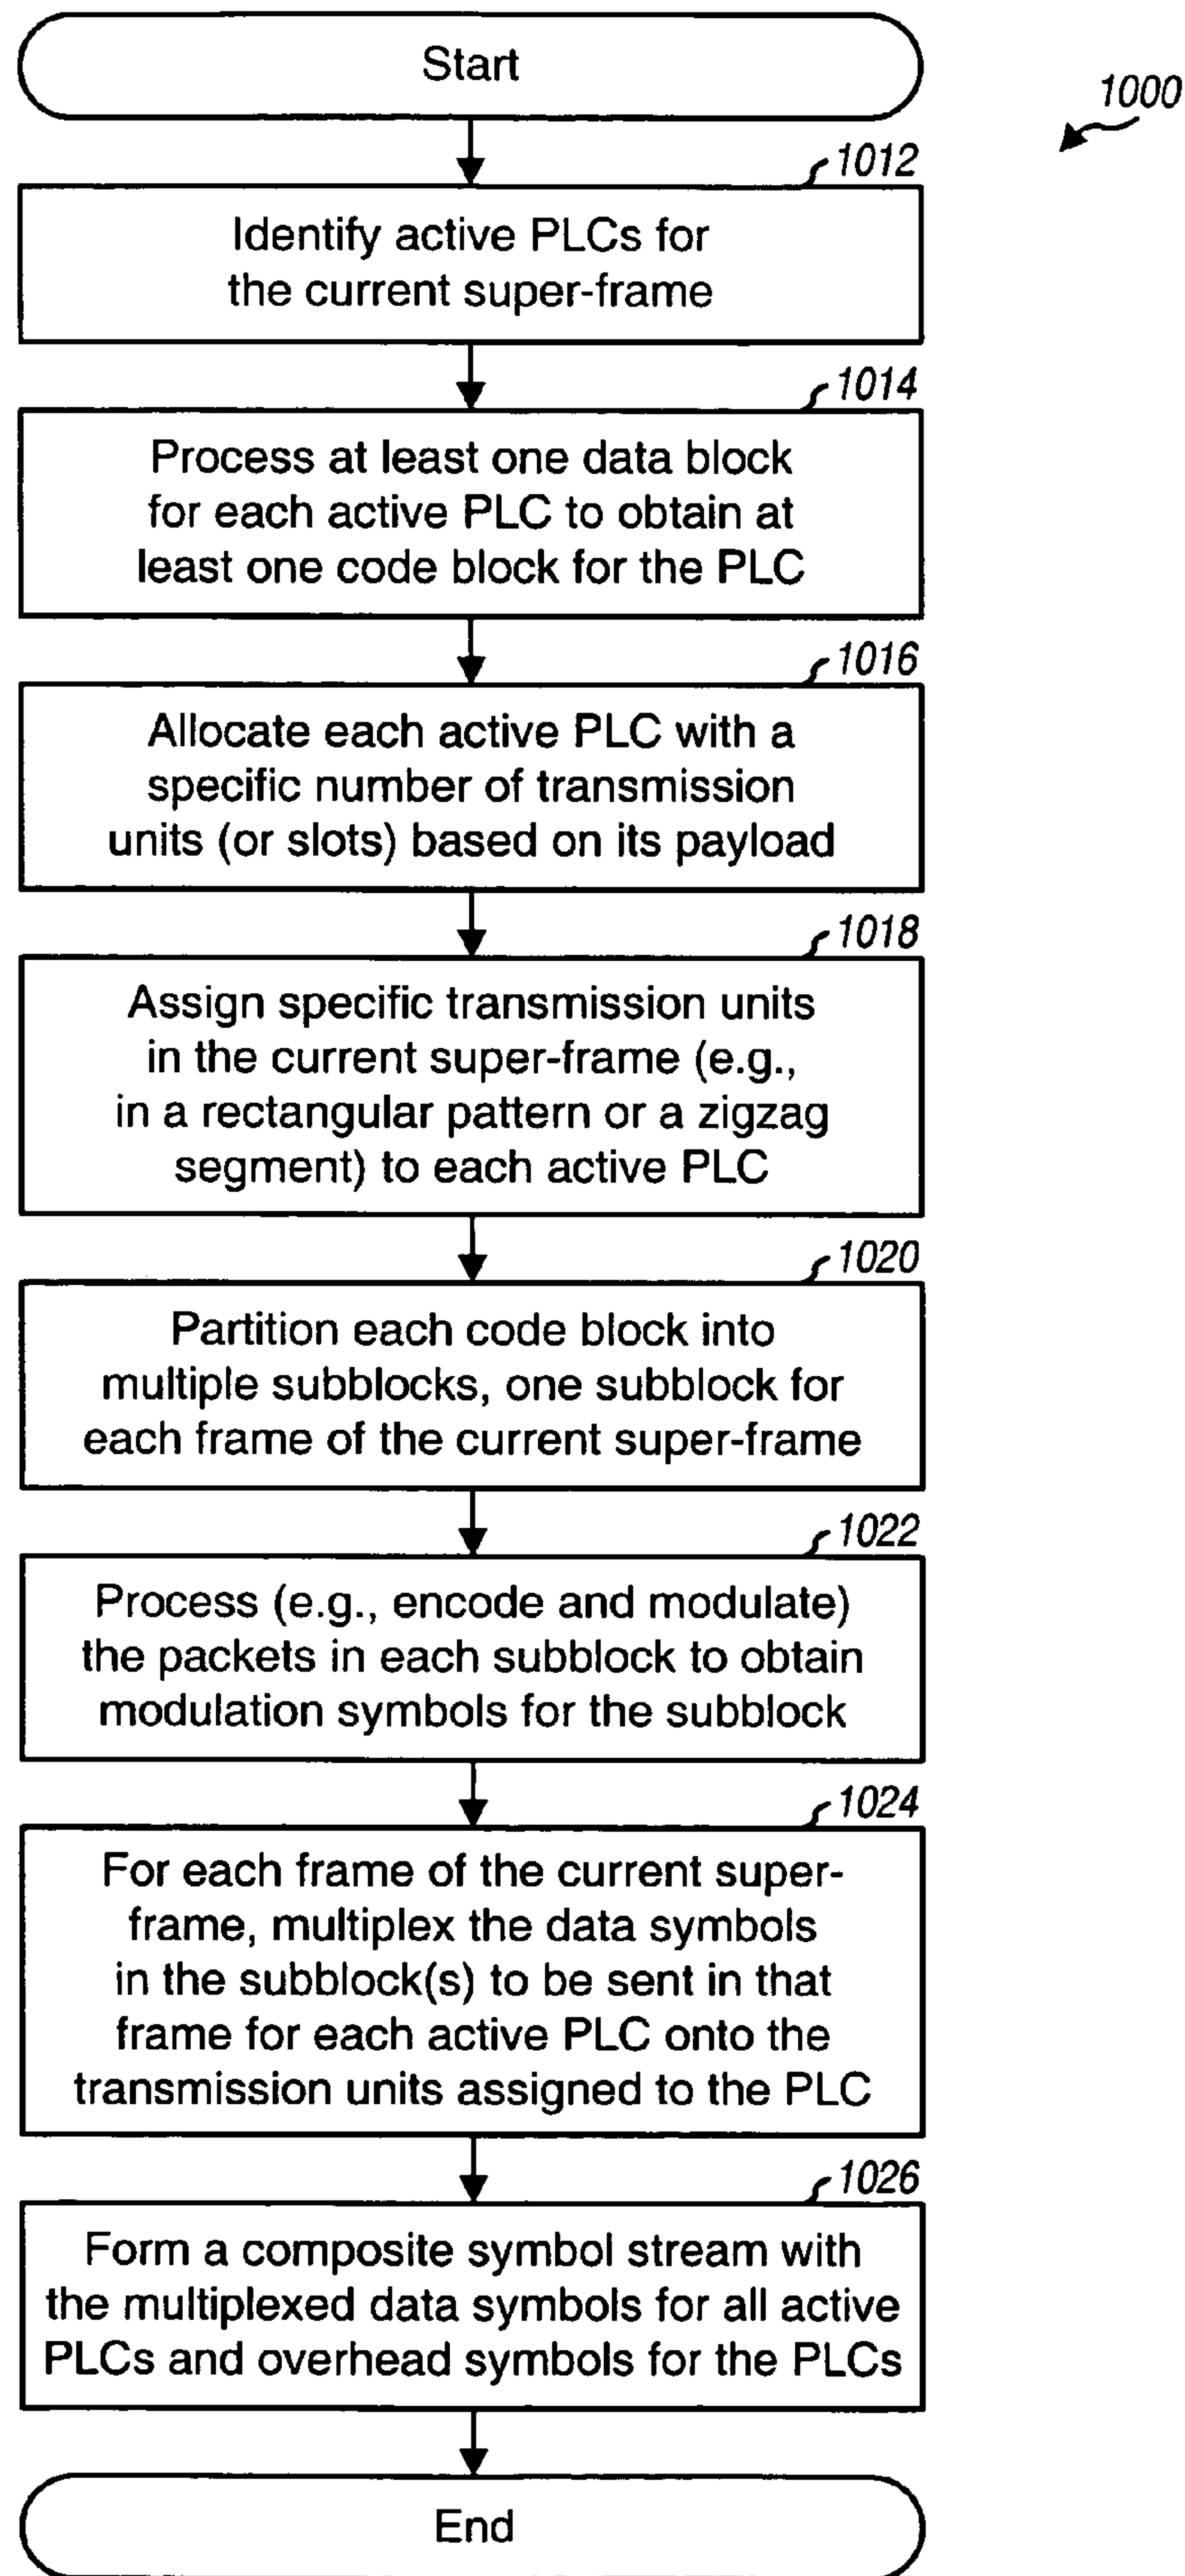 Start
1000
1012
Identify active PLCs for
the current super-frame
1014
Process at least one data block
for each active PLC to obtain at
least one code block for the PLC
1016
Allocate each active PLC with a
specific number of transmission
units (or slots) based on its payload
1018
Assign specific transmission units
in the current super-frame (e.g.,
in a rectangular pattern or a zigzag
segment) to each active PLC
1020
Partition each code block into
multiple subblocks, one subblock for
each frame of the current super-frame
1022
Process (e.g., encode and modulate)
the packets in each subblock to obtain
modulation symbols for the subblock
1024
For each frame of the current super-
frame, multiplex the data symbols
in the subblock(s) to be sent in that
frame for each active PLC onto the
transmission units assigned to the PLC
1026
Form a composite symbol stream with
the multiplexed data symbols for all active
PLCs and overhead symbols for the PLCs
End